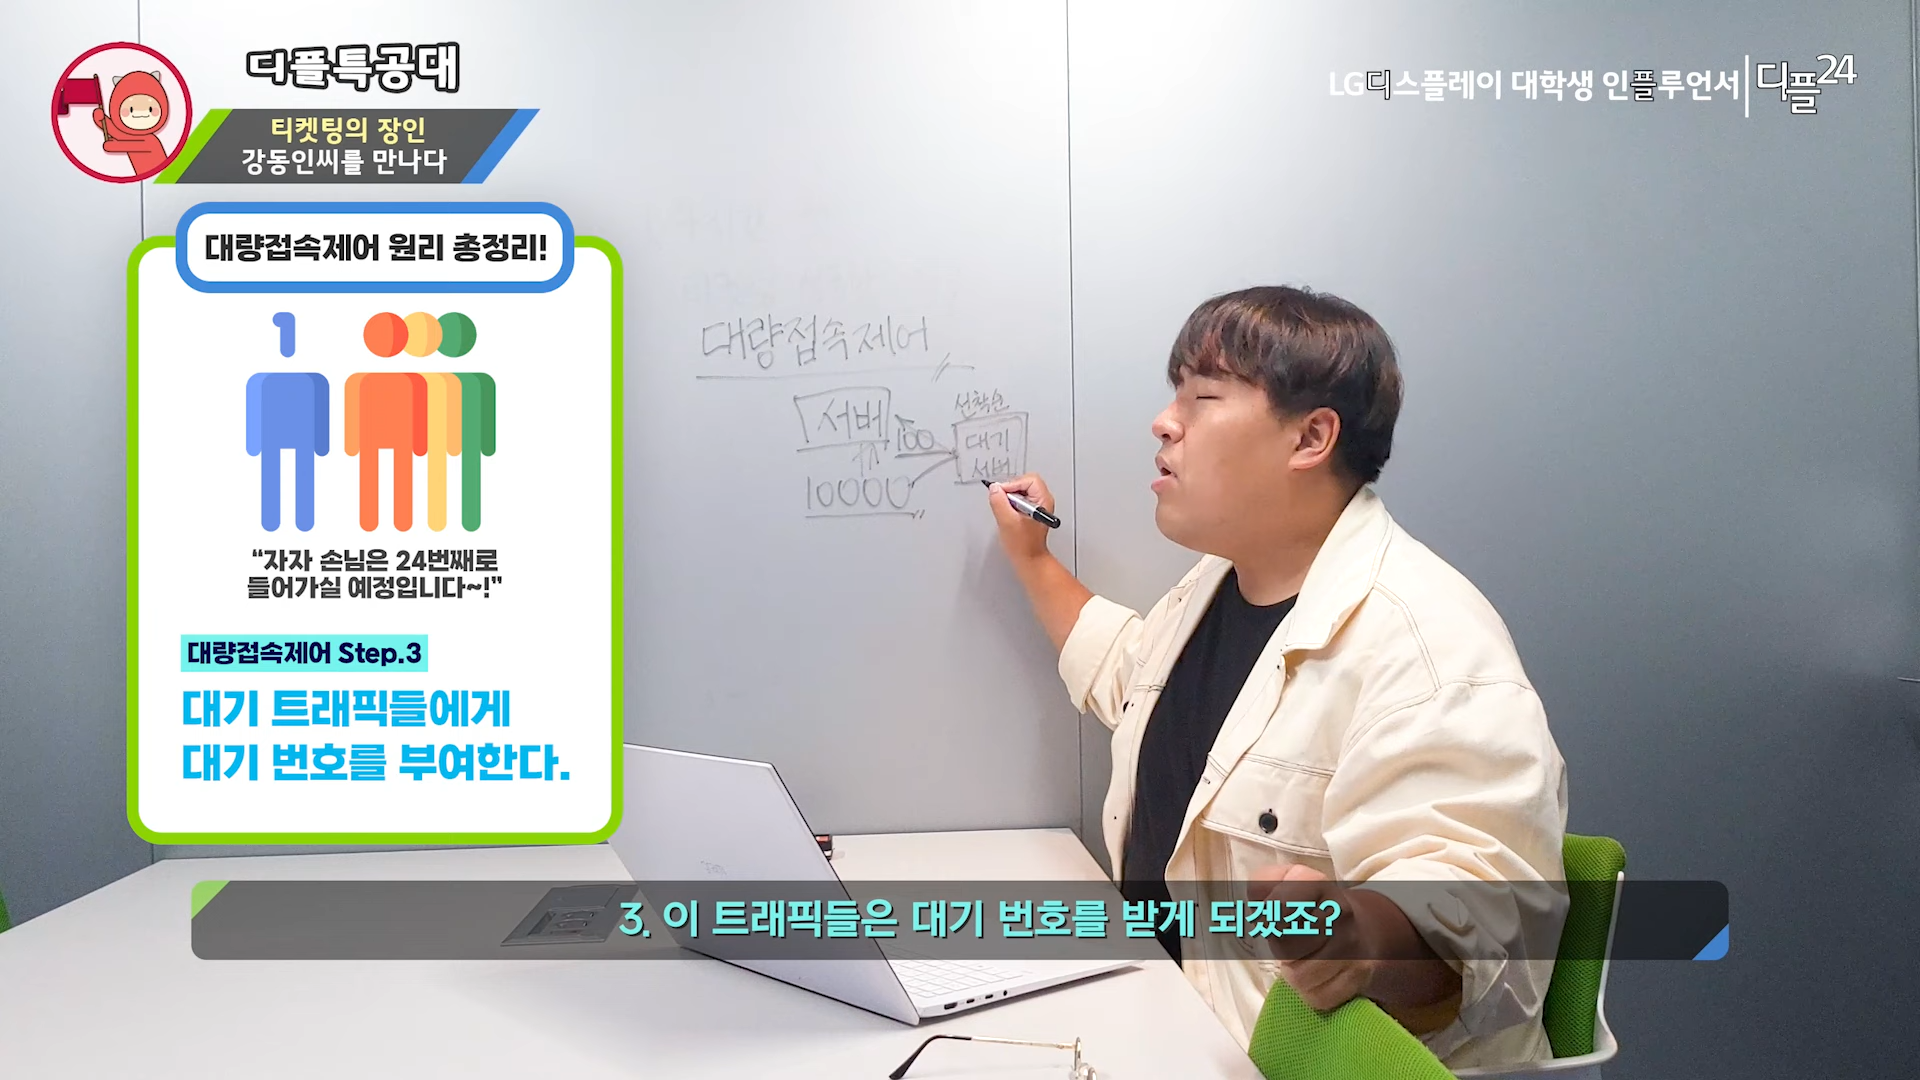 디플특공대
티켓팅의 장인
강동인씨를 만나다
LG디스플레이 대학생 인플루언서
디플24
대량접속제어 원리 총정리!
“자자 손님은 24번째로
들어가실 예정입니다~!”
대량접속제어 Step.3
대기 트래픽들에게
대기 번호를 부여한다.
대량접속제어
서버
100
선착순
대기
서버
10000
3. 이 트래픽들은 대기 번호를 받게 되겠죠?